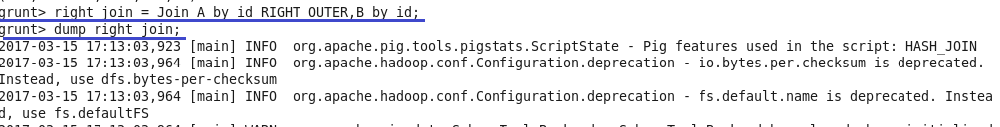 grunt> right_join = Join A by id RIGHT OUTER,B by id;
grunt> dump right_join;
2017-03-15 17:13:03,923 [main] INFO  org.apache.pig.tools.pigstats.ScriptState - Pig features used in the script: HASH_JOIN
2017-03-15 17:13:03,964 [main] INFO  org.apache.hadoop.conf.Configuration.deprecation - io.bytes.per.checksum is deprecated.
Instead, use dfs.bytes-per-checksum
2017-03-15 17:13:03,964 [main] INFO  org.apache.hadoop.conf.Configuration.deprecation - fs.default.name is deprecated. Instea
d, use fs.defaultFS